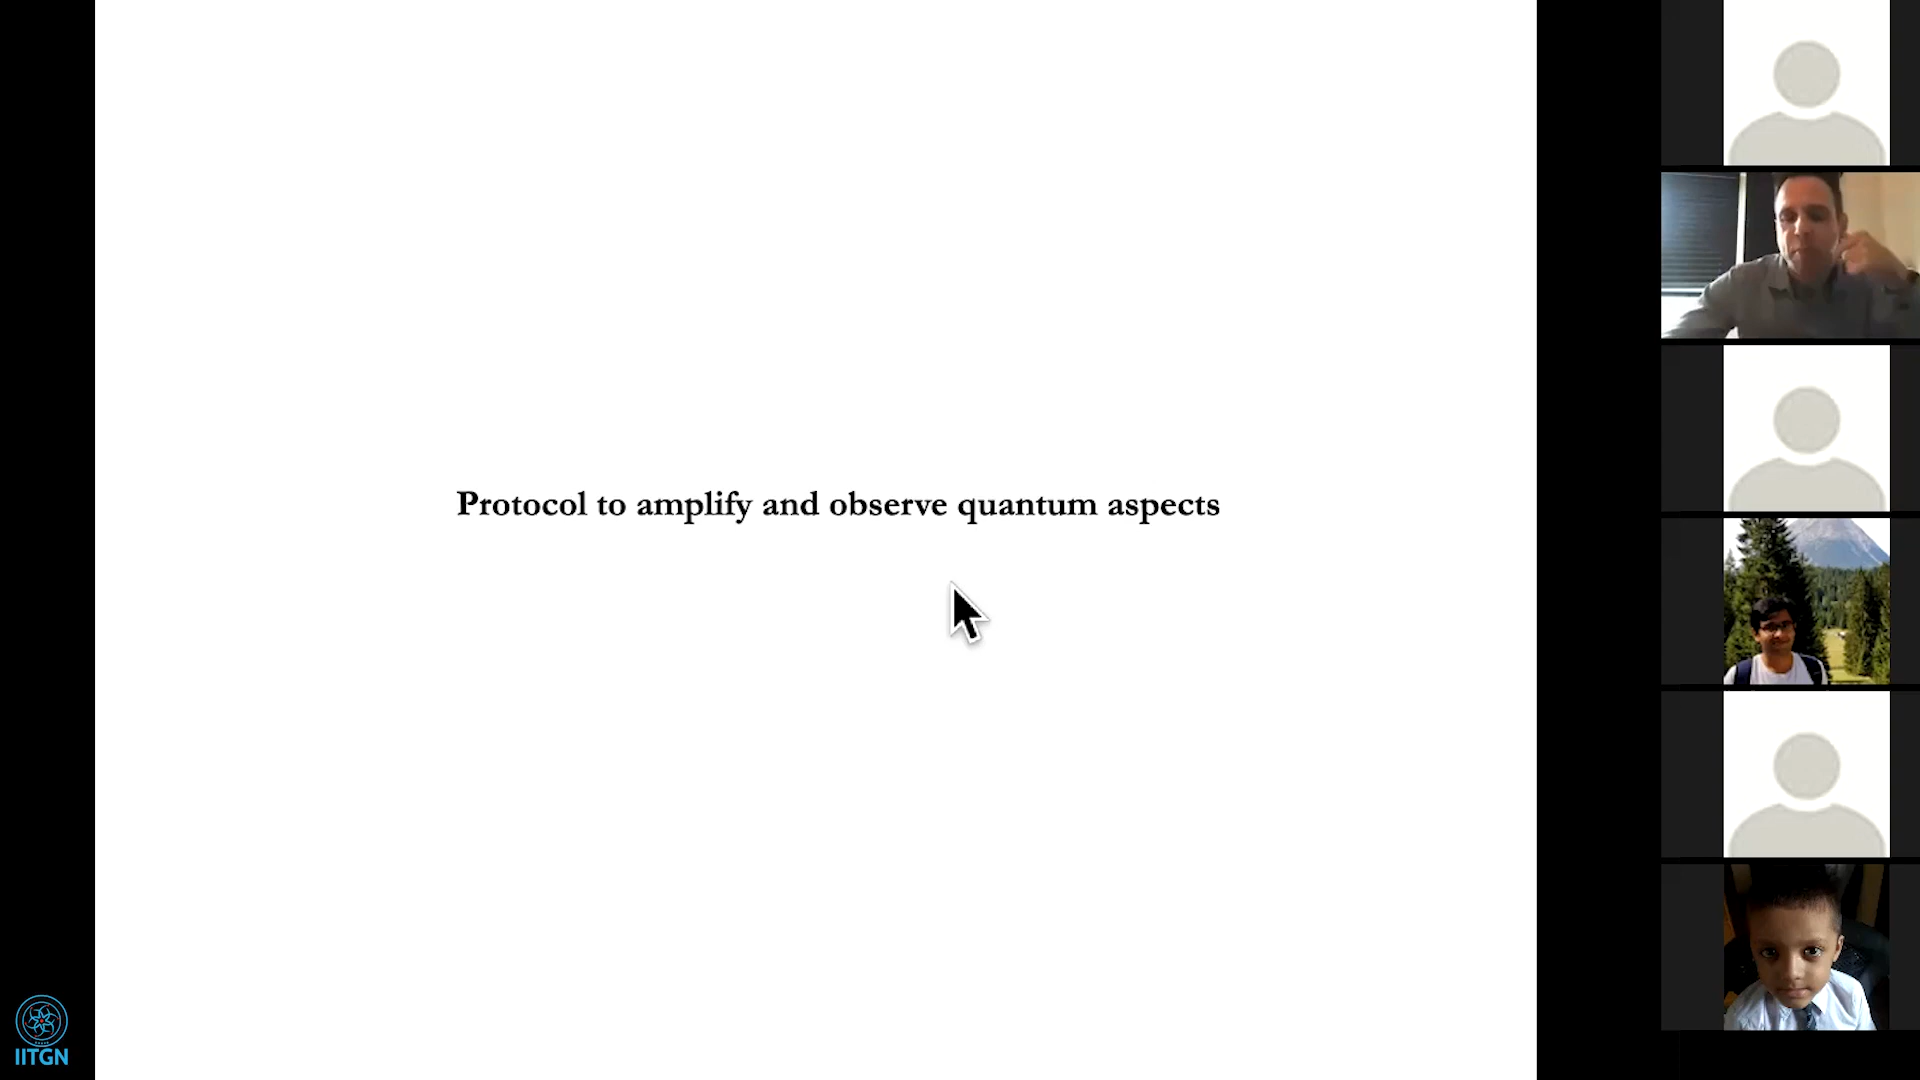 Protocol to amplify and observe quantum aspects
IITGN